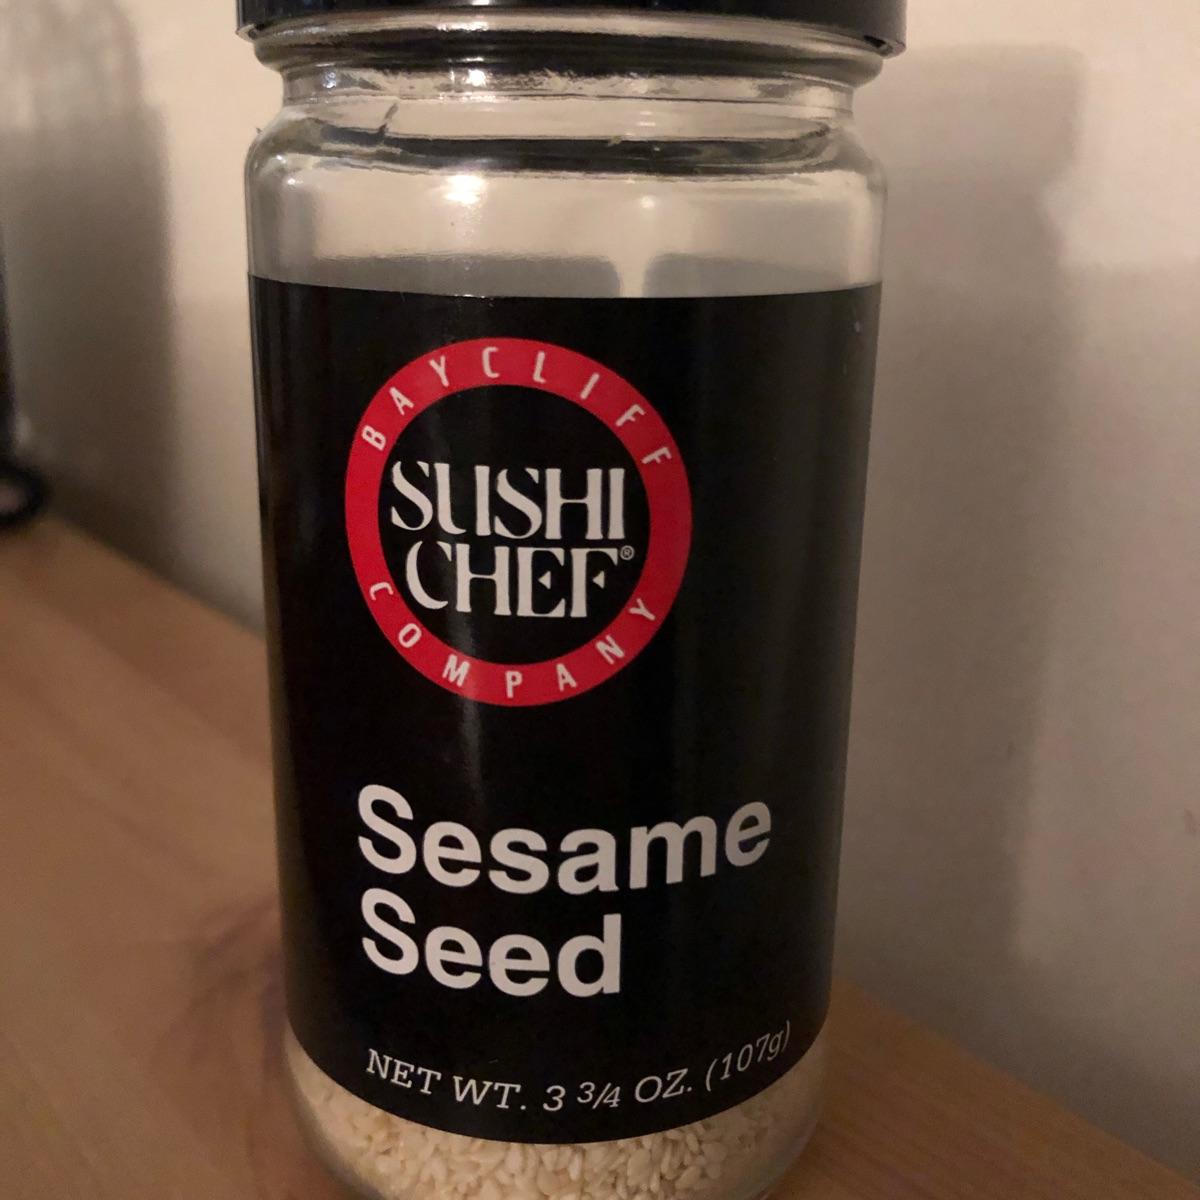 BAYCLIFF
SUSHI
CHEF®
COMPANY
Sesame
Seed
NET WT. 3 3/4 OZ. (107g)